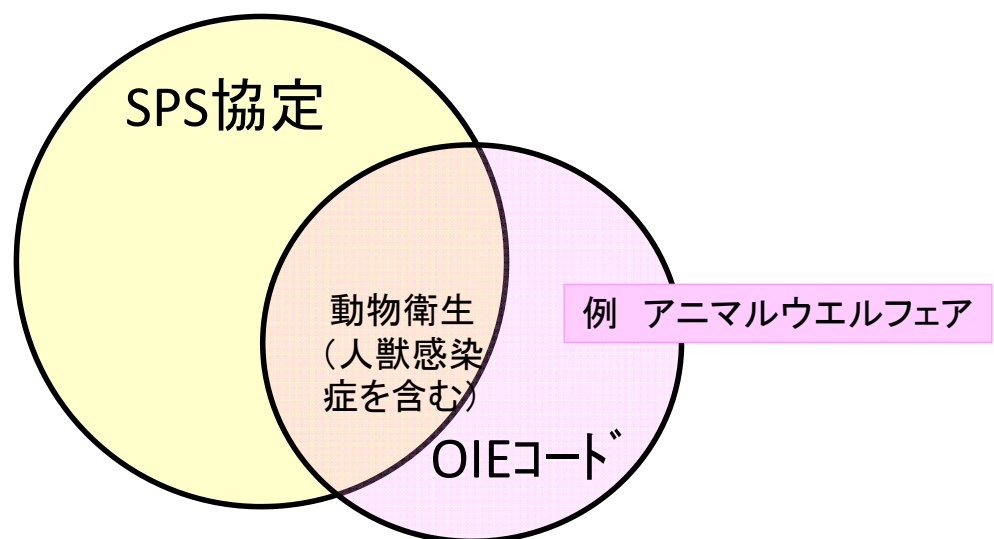 SPS協定
動物衛生
(人獣感染
症を含む)
例　アニマルウエルフェア
OIEコード